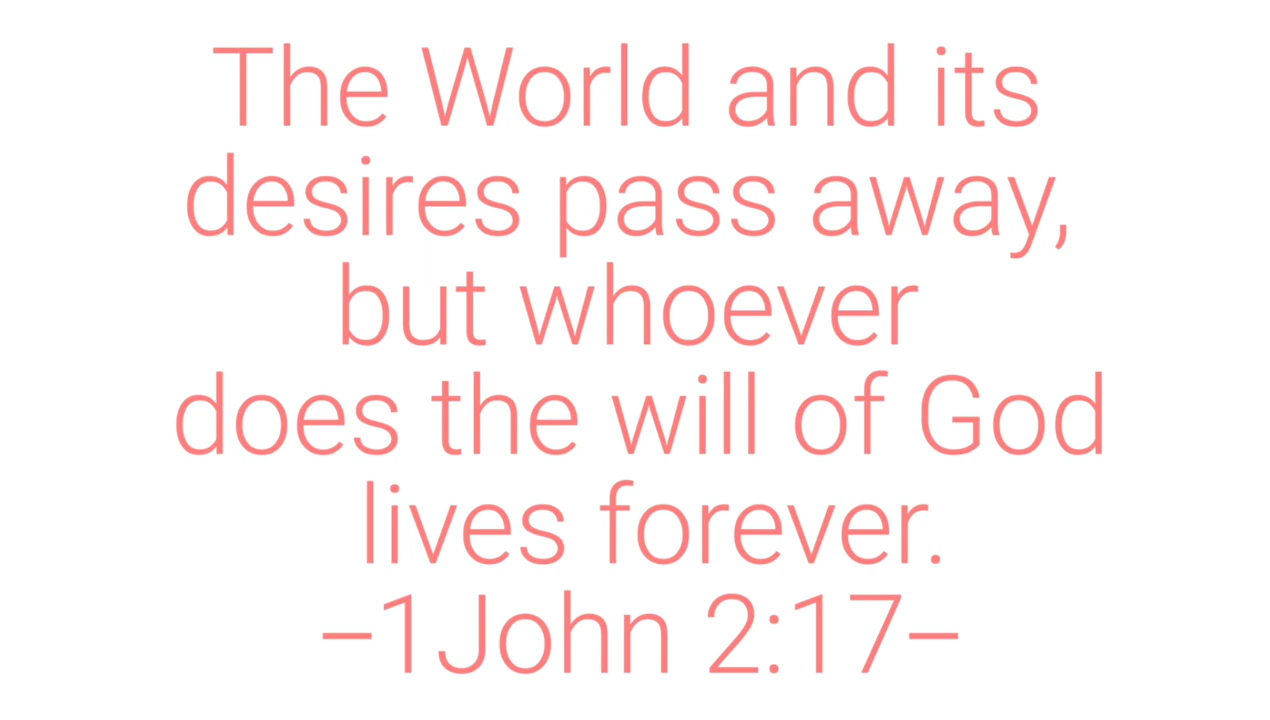 The World and its
desires pass away,
but whoever
does the will of God
lives forever.
–1John 2:17–